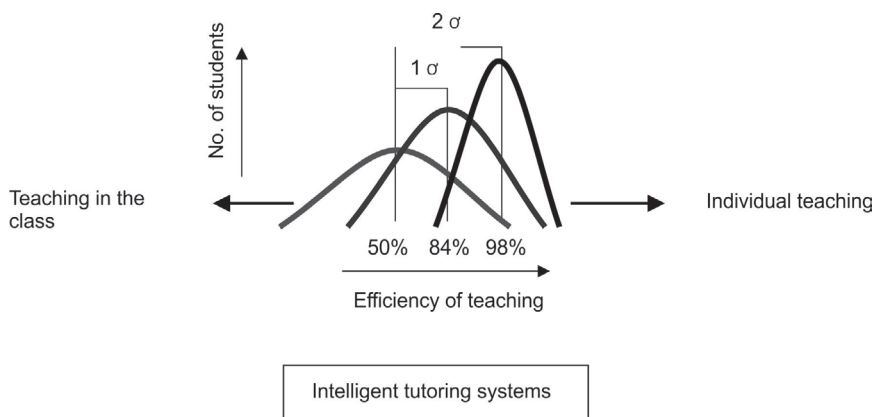 2 σ
1 σ
No. of students
Teaching in the
class
Individual teaching
50% 84% 98%
Efficiency of teaching
Intelligent tutoring systems